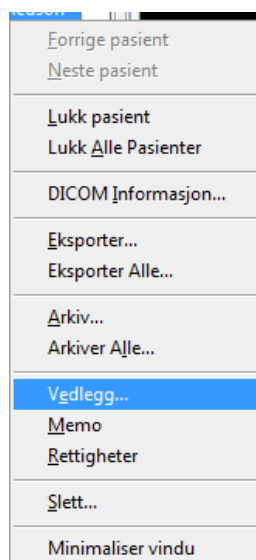 Forrige pasient
Neste pasient
Lukk pasient
Lukk Alle Pasienter
DICOM Informasjon...
Eksporter...
Eksporter Alle...
Arkiv...
Arkiver Alle...
Vedlegg...
Memo
Rettigheter
Slett...
Minimaliser vindu